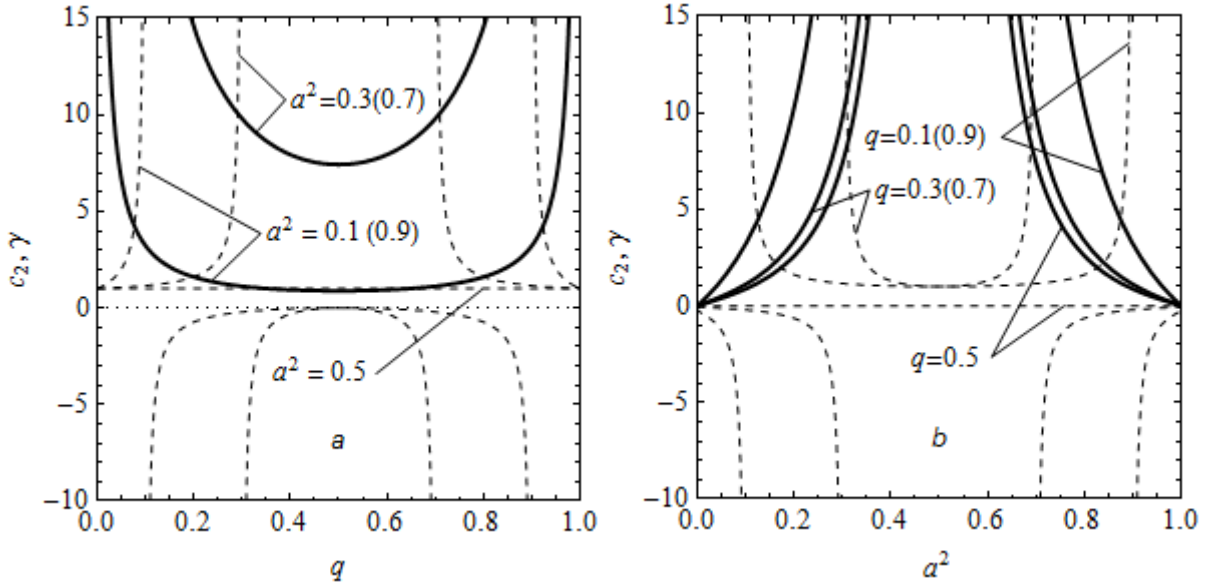 15
10
5
0
−5
−10
c₂, γ
a²=0.3(0.7)
a² = 0.1 (0.9)
a² = 0.5
a
0.0 0.2 0.4 0.6 0.8 1.0
q
15
10
5
0
−5
−10
c₂, γ
q=0.1(0.9)
q=0.3(0.7)
q=0.5
b
0.0 0.2 0.4 0.6 0.8 1.0
a²